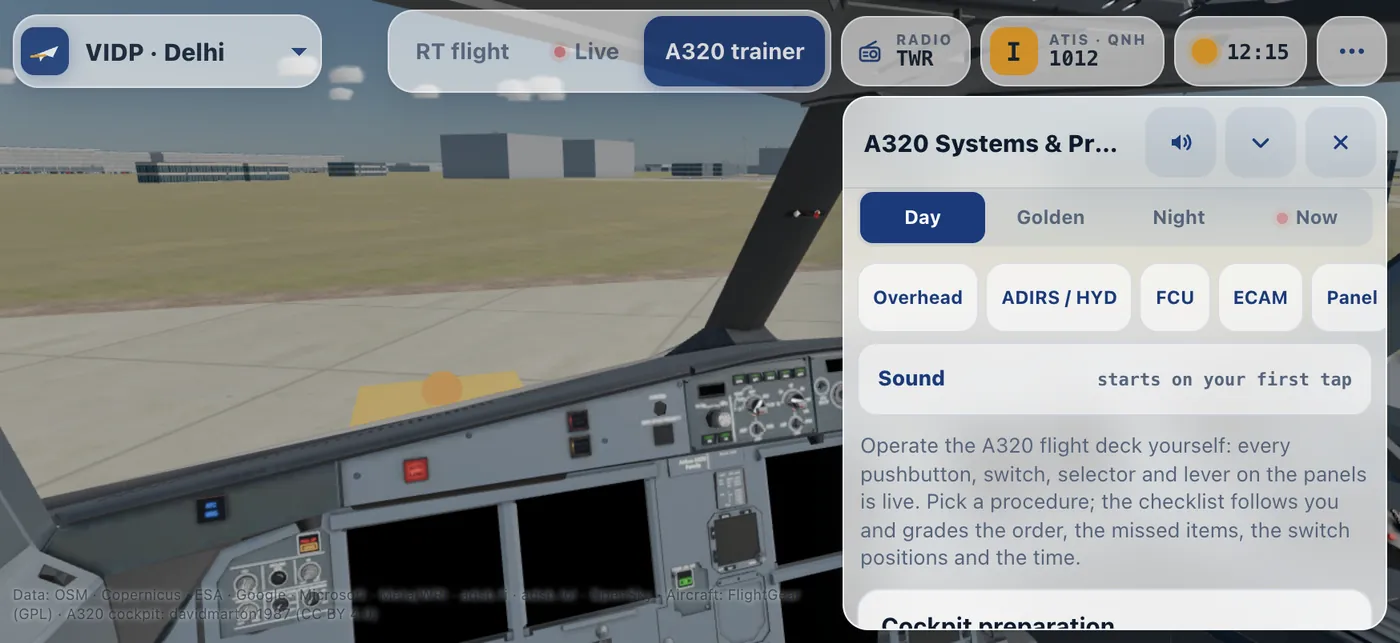 VIDP · Delhi
RT flight
Live
A320 trainer
RADIO
TWR
I
ATIS · QNH
1012
12:15
A320 Systems & Pr...
Day
Golden
Night
Now
Overhead
ADIRS / HYD
FCU
ECAM
Panel
Sound
starts on your first tap
Operate the A320 flight deck yourself: every
pushbutton, switch, selector and lever on the panels
is live. Pick a procedure; the checklist follows you
and grades the order, the missed items, the switch
positions and the time.
Cockpit preparation
Data: OSM · Copernicus · ESA · Google · Microsoft · Aircraft: FlightGear
(GPL) · A320 cockpit: davidmarton1987 (CC BY